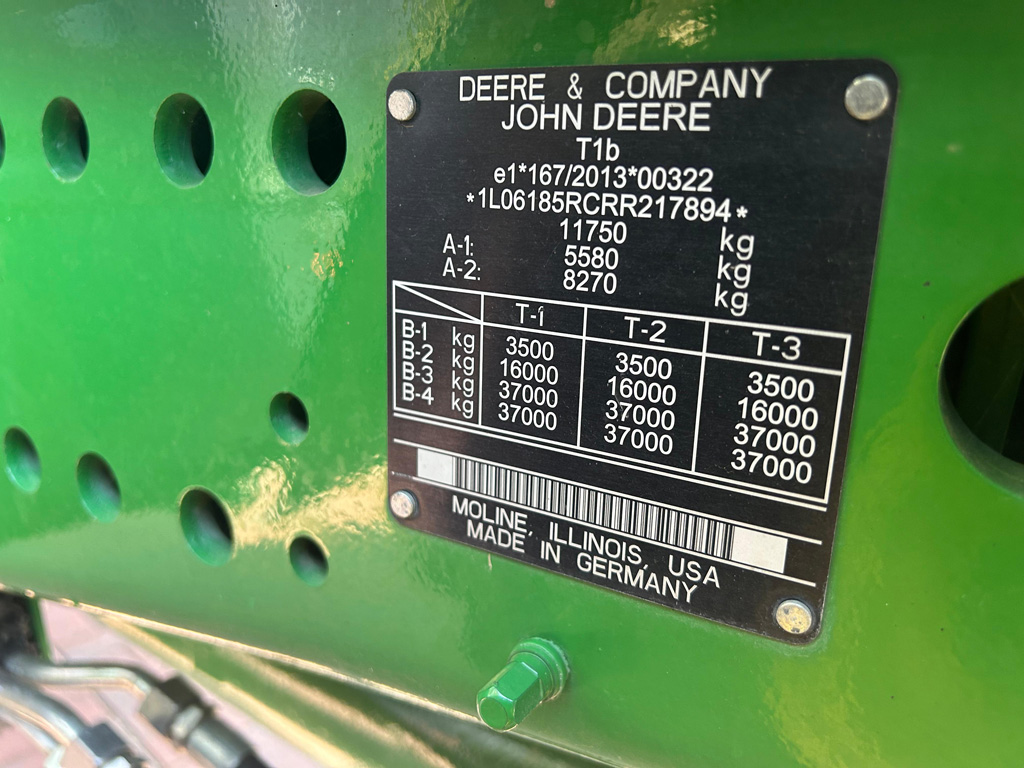 DEERE & COMPANY
JOHN DEERE
T1b
e1*167/2013*00322
*1L06185RCRR217894*
11750 kg
A-1: 5580 kg
A-2: 8270 kg
T-1 T-2 T-3
B-1 kg 3500 3500 3500
B-2 kg 16000 16000 16000
B-3 kg 37000 37000 37000
B-4 kg 37000 37000 37000
MOLINE, ILLINOIS, USA
MADE IN GERMANY